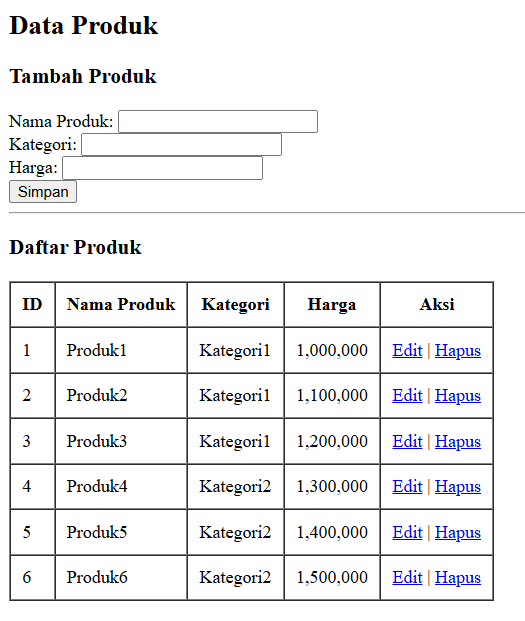 Data Produk
Tambah Produk
Nama Produk:
Kategori:
Harga:
Simpan
Daftar Produk
ID Nama Produk Kategori Harga Aksi
1 Produk1 Kategori1 1,000,000 Edit | Hapus
2 Produk2 Kategori1 1,100,000 Edit | Hapus
3 Produk3 Kategori1 1,200,000 Edit | Hapus
4 Produk4 Kategori2 1,300,000 Edit | Hapus
5 Produk5 Kategori2 1,400,000 Edit | Hapus
6 Produk6 Kategori2 1,500,000 Edit | Hapus